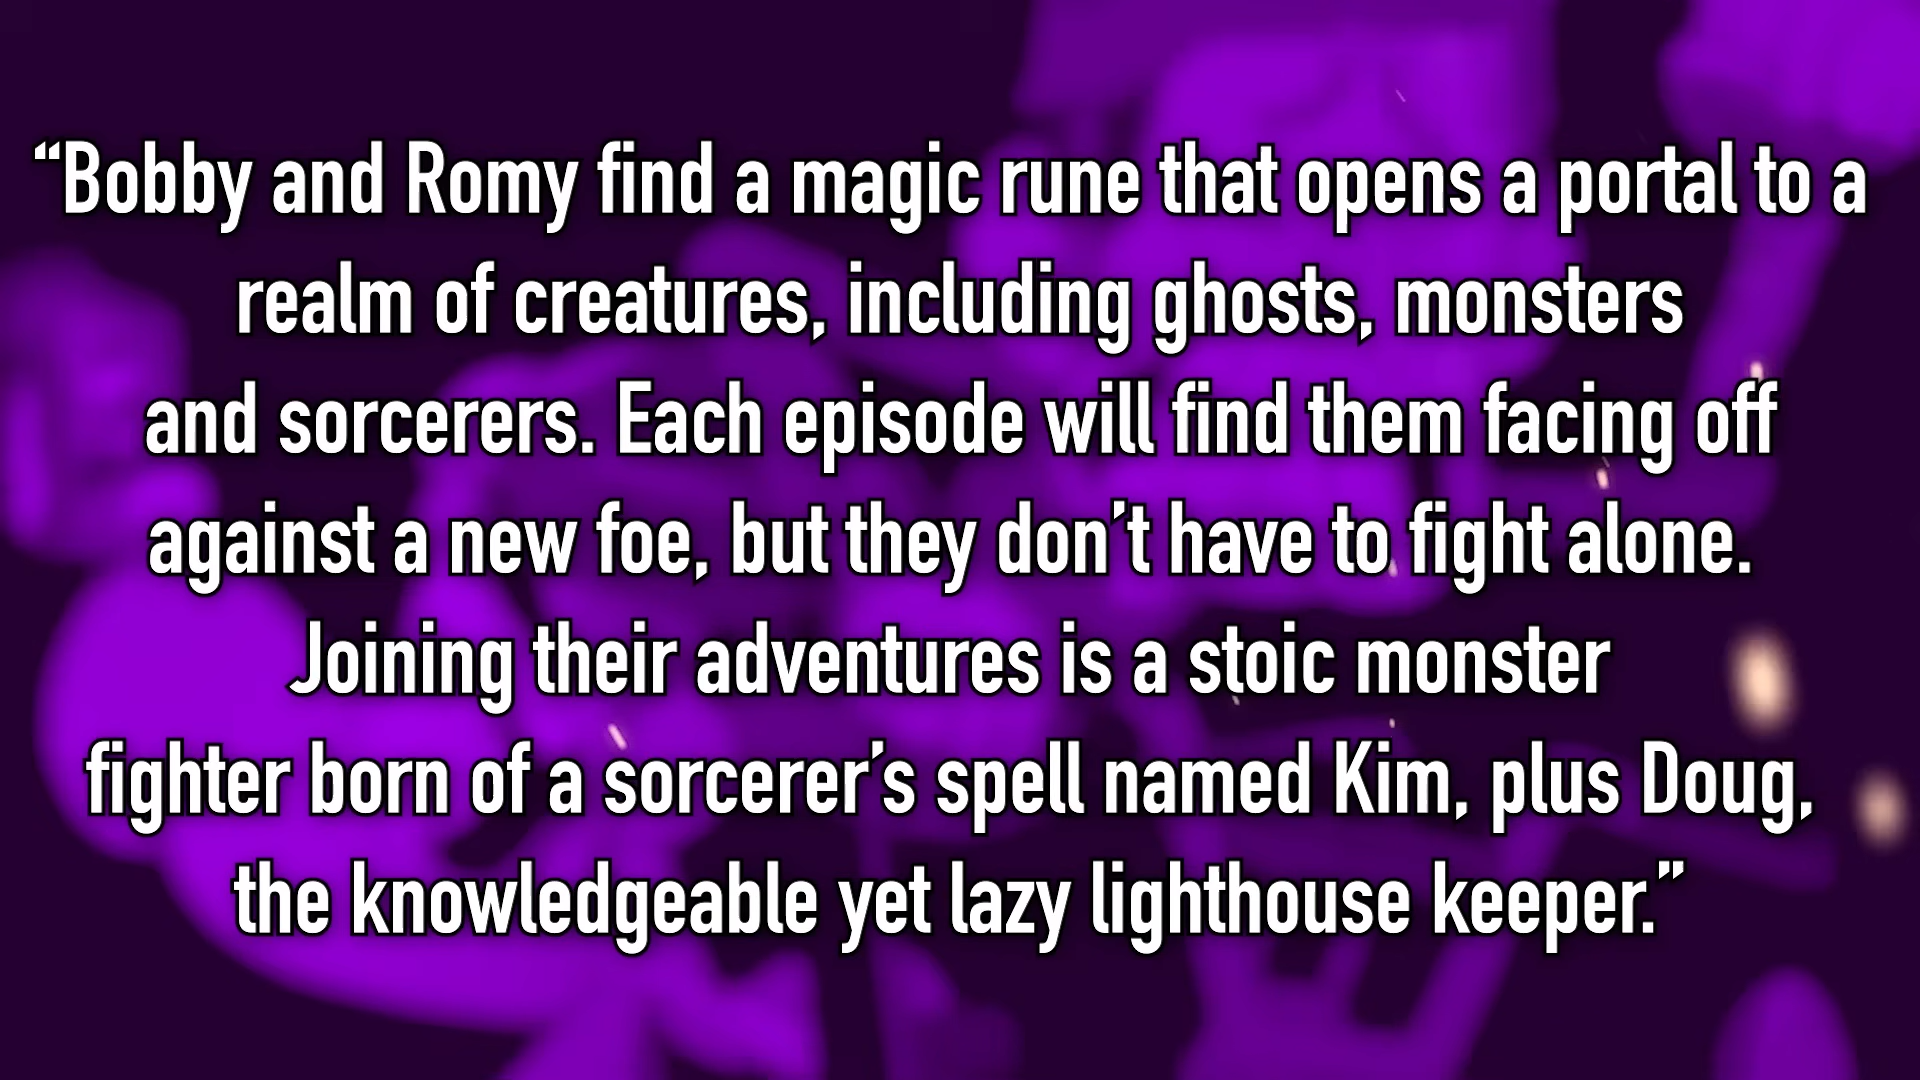 “Bobby and Romy find a magic rune that opens a portal to a
realm of creatures, including ghosts, monsters
and sorcerers. Each episode will find them facing off
against a new foe, but they don’t have to fight alone.
Joining their adventures is a stoic monster
fighter born of a sorcerer’s spell named Kim, plus Doug,
the knowledgeable yet lazy lighthouse keeper.”